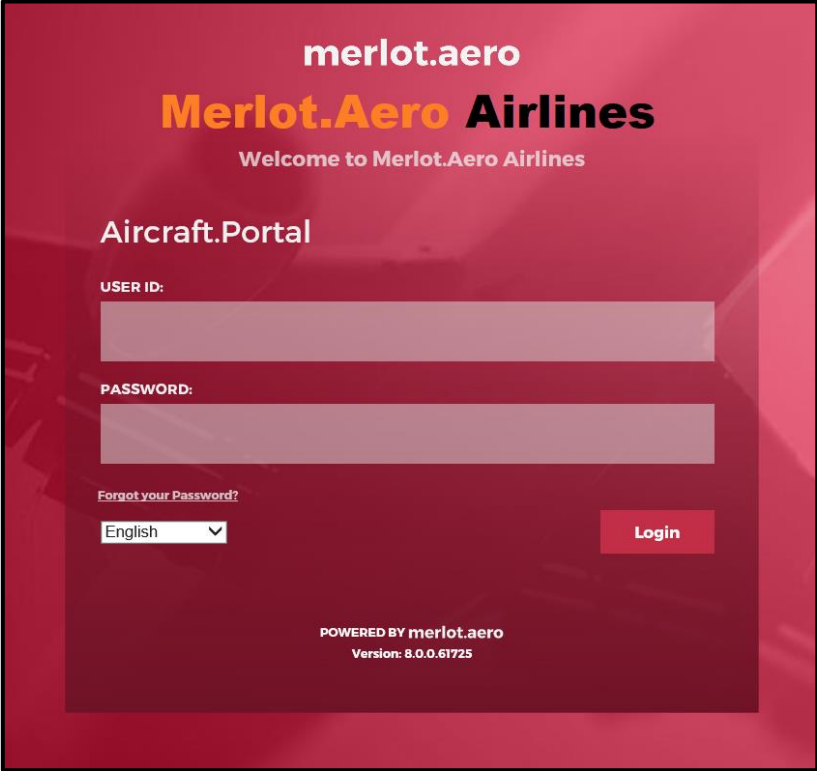 merlot.aero
Merlot.Aero Airlines
Welcome to Merlot.Aero Airlines
Aircraft.Portal
USER ID:
PASSWORD:
Forgot your Password?
English
Login
POWERED BY merlot.aero
Version: 8.0.0.61725